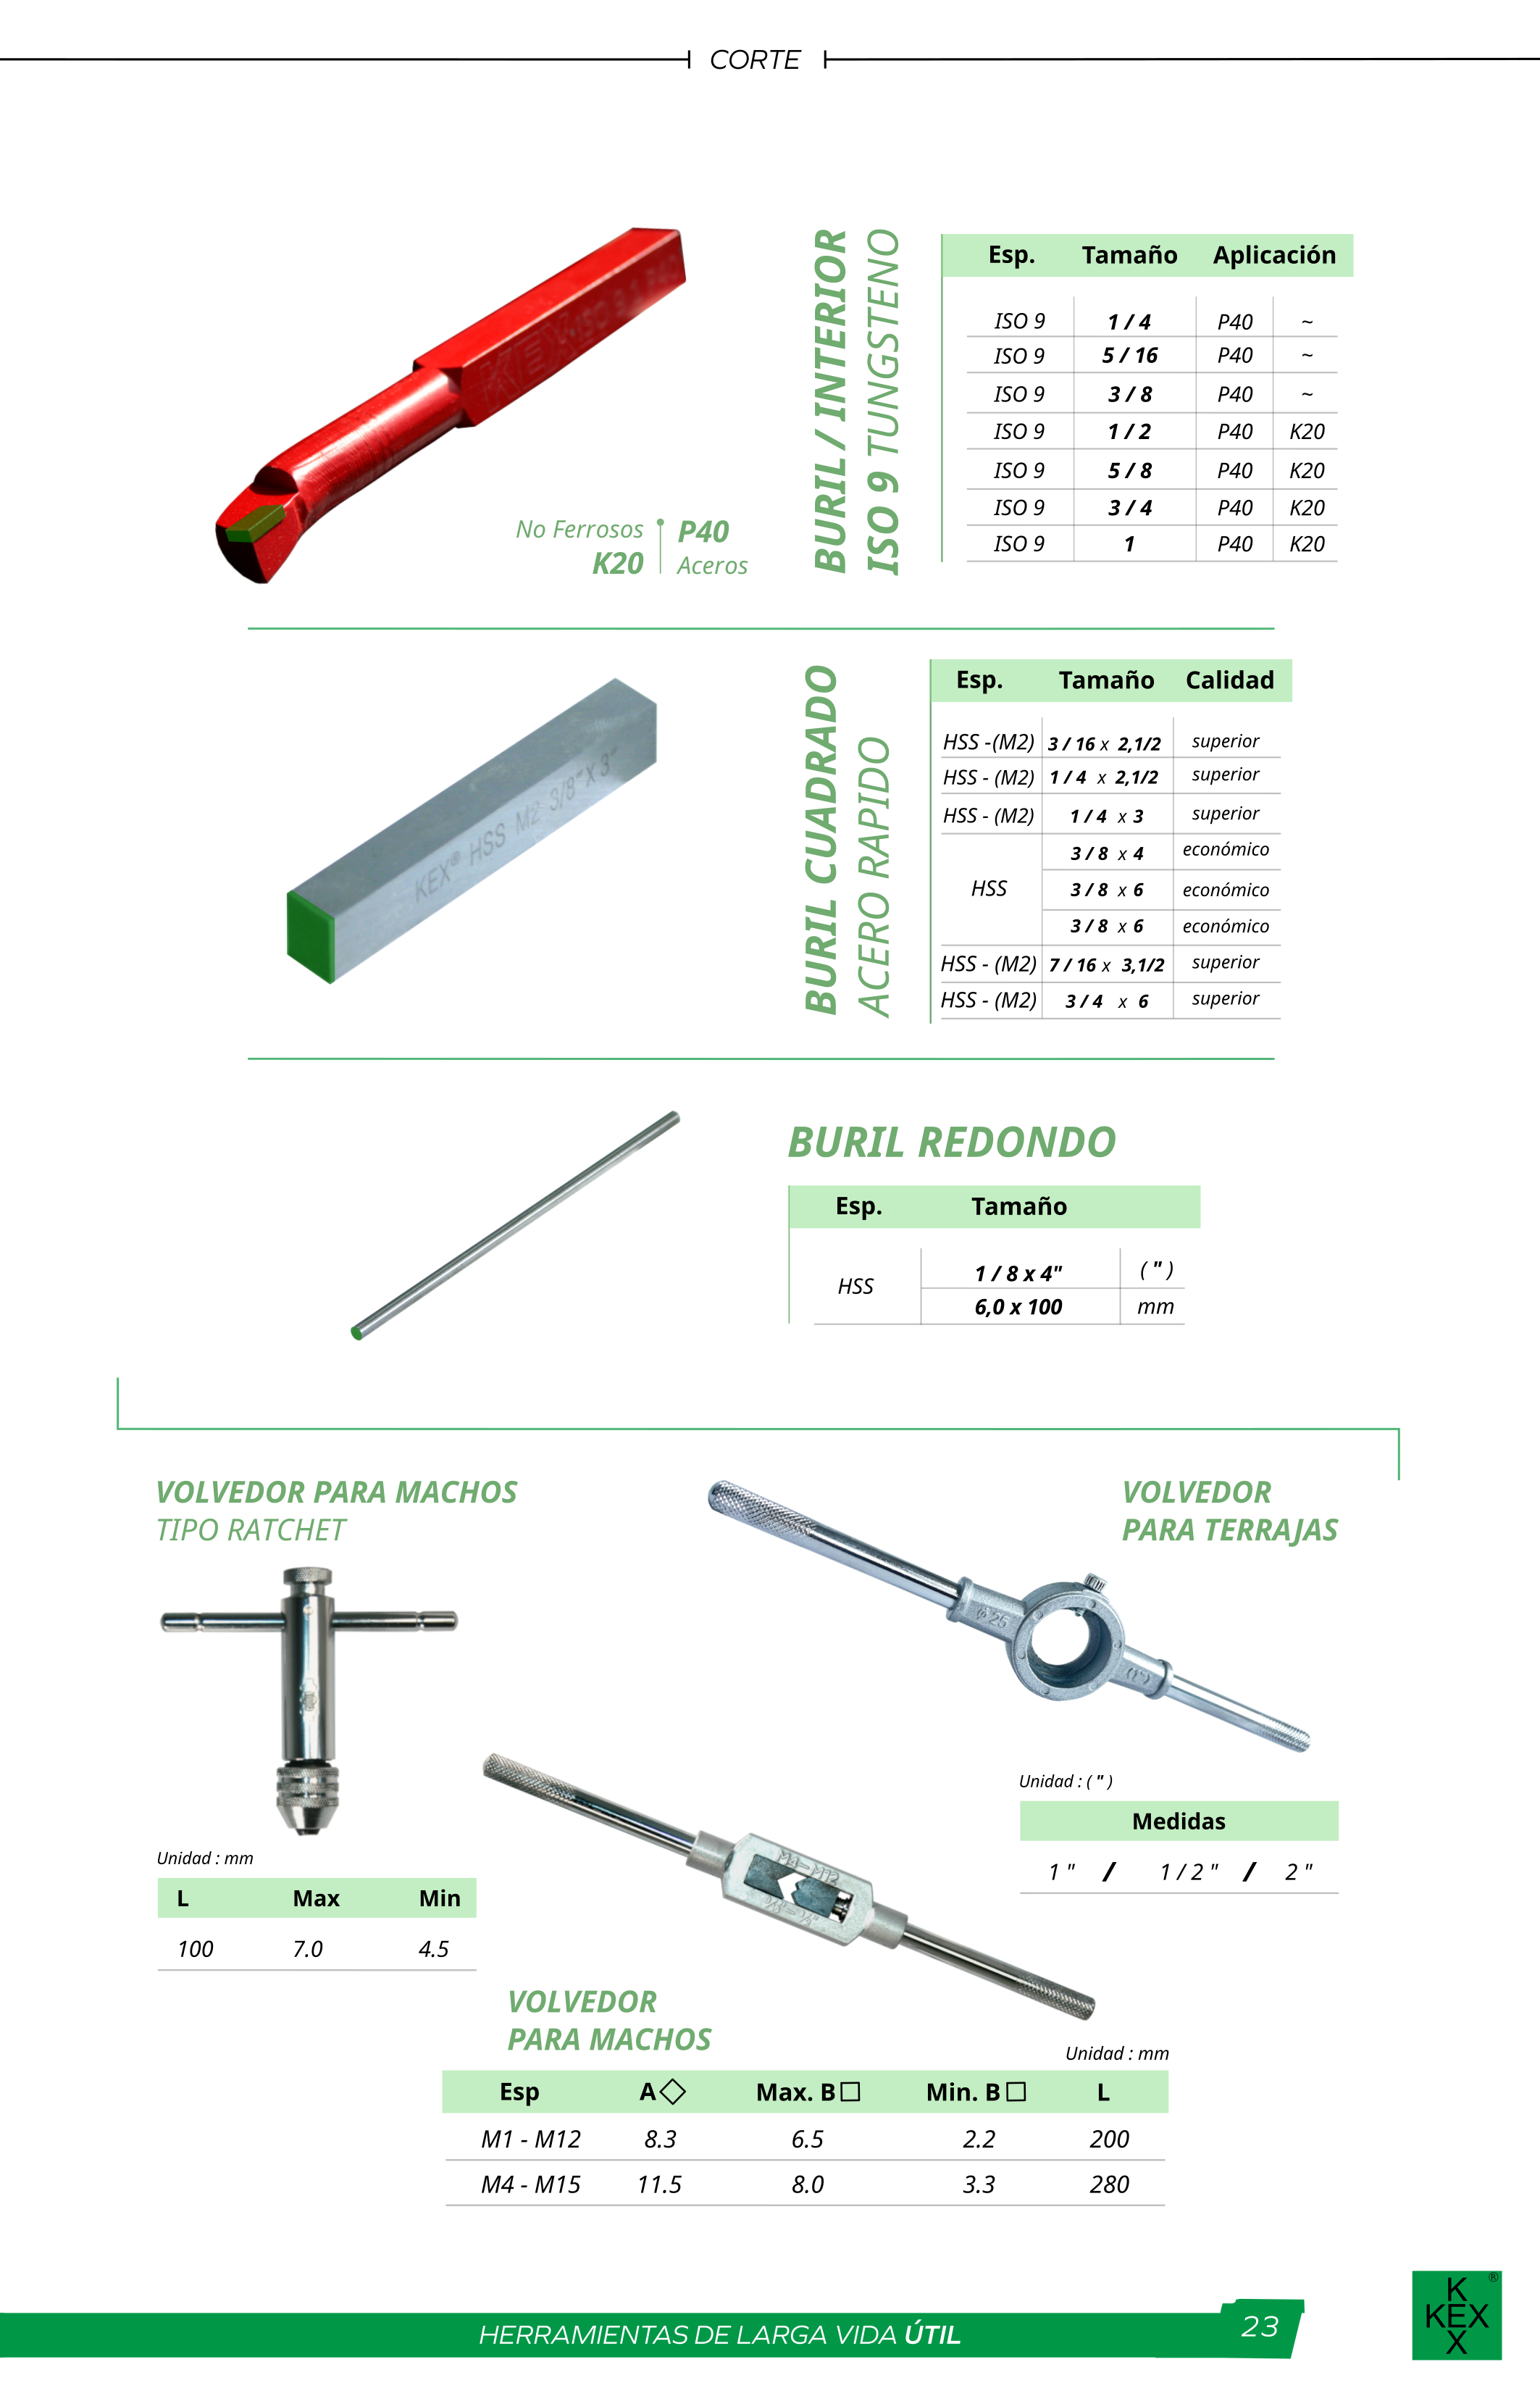 CORTE
BURIL / INTERIOR
ISO 9 TUNGSTENO
No Ferrosos P40
K20 Aceros
Esp. Tamaño Aplicación
ISO 9 1 / 4 P40 ~
ISO 9 5 / 16 P40 ~
ISO 9 3 / 8 P40 ~
ISO 9 1 / 2 P40 K20
ISO 9 5 / 8 P40 K20
ISO 9 3 / 4 P40 K20
ISO 9 1 P40 K20
KEX® HSS M2 3/8" X 3"
BURIL CUADRADO
ACERO RAPIDO
Esp. Tamaño Calidad
HSS -(M2) 3 / 16 x 2,1/2 superior
HSS - (M2) 1 / 4 x 2,1/2 superior
HSS - (M2) 1 / 4 x 3 superior
3 / 8 x 4 económico
HSS 3 / 8 x 6 económico
3 / 8 x 6 económico
HSS - (M2) 7 / 16 x 3,1/2 superior
HSS - (M2) 3 / 4 x 6 superior
BURIL REDONDO
Esp. Tamaño
HSS 1 / 8 x 4" ( " )
6,0 x 100 mm
VOLVEDOR PARA MACHOS
TIPO RATCHET
Unidad : mm
L Max Min
100 7.0 4.5
VOLVEDOR
PARA TERRAJAS
25
(1")
Unidad : ( " )
Medidas
1 " / 1 / 2 " / 2 "
M4-M12
VOLVEDOR
PARA MACHOS
Unidad : mm
Esp A Max. B Min. B L
M1 - M12 8.3 6.5 2.2 200
M4 - M15 11.5 8.0 3.3 280
HERRAMIENTAS DE LARGA VIDA ÚTIL
23
K ®
KEX
X